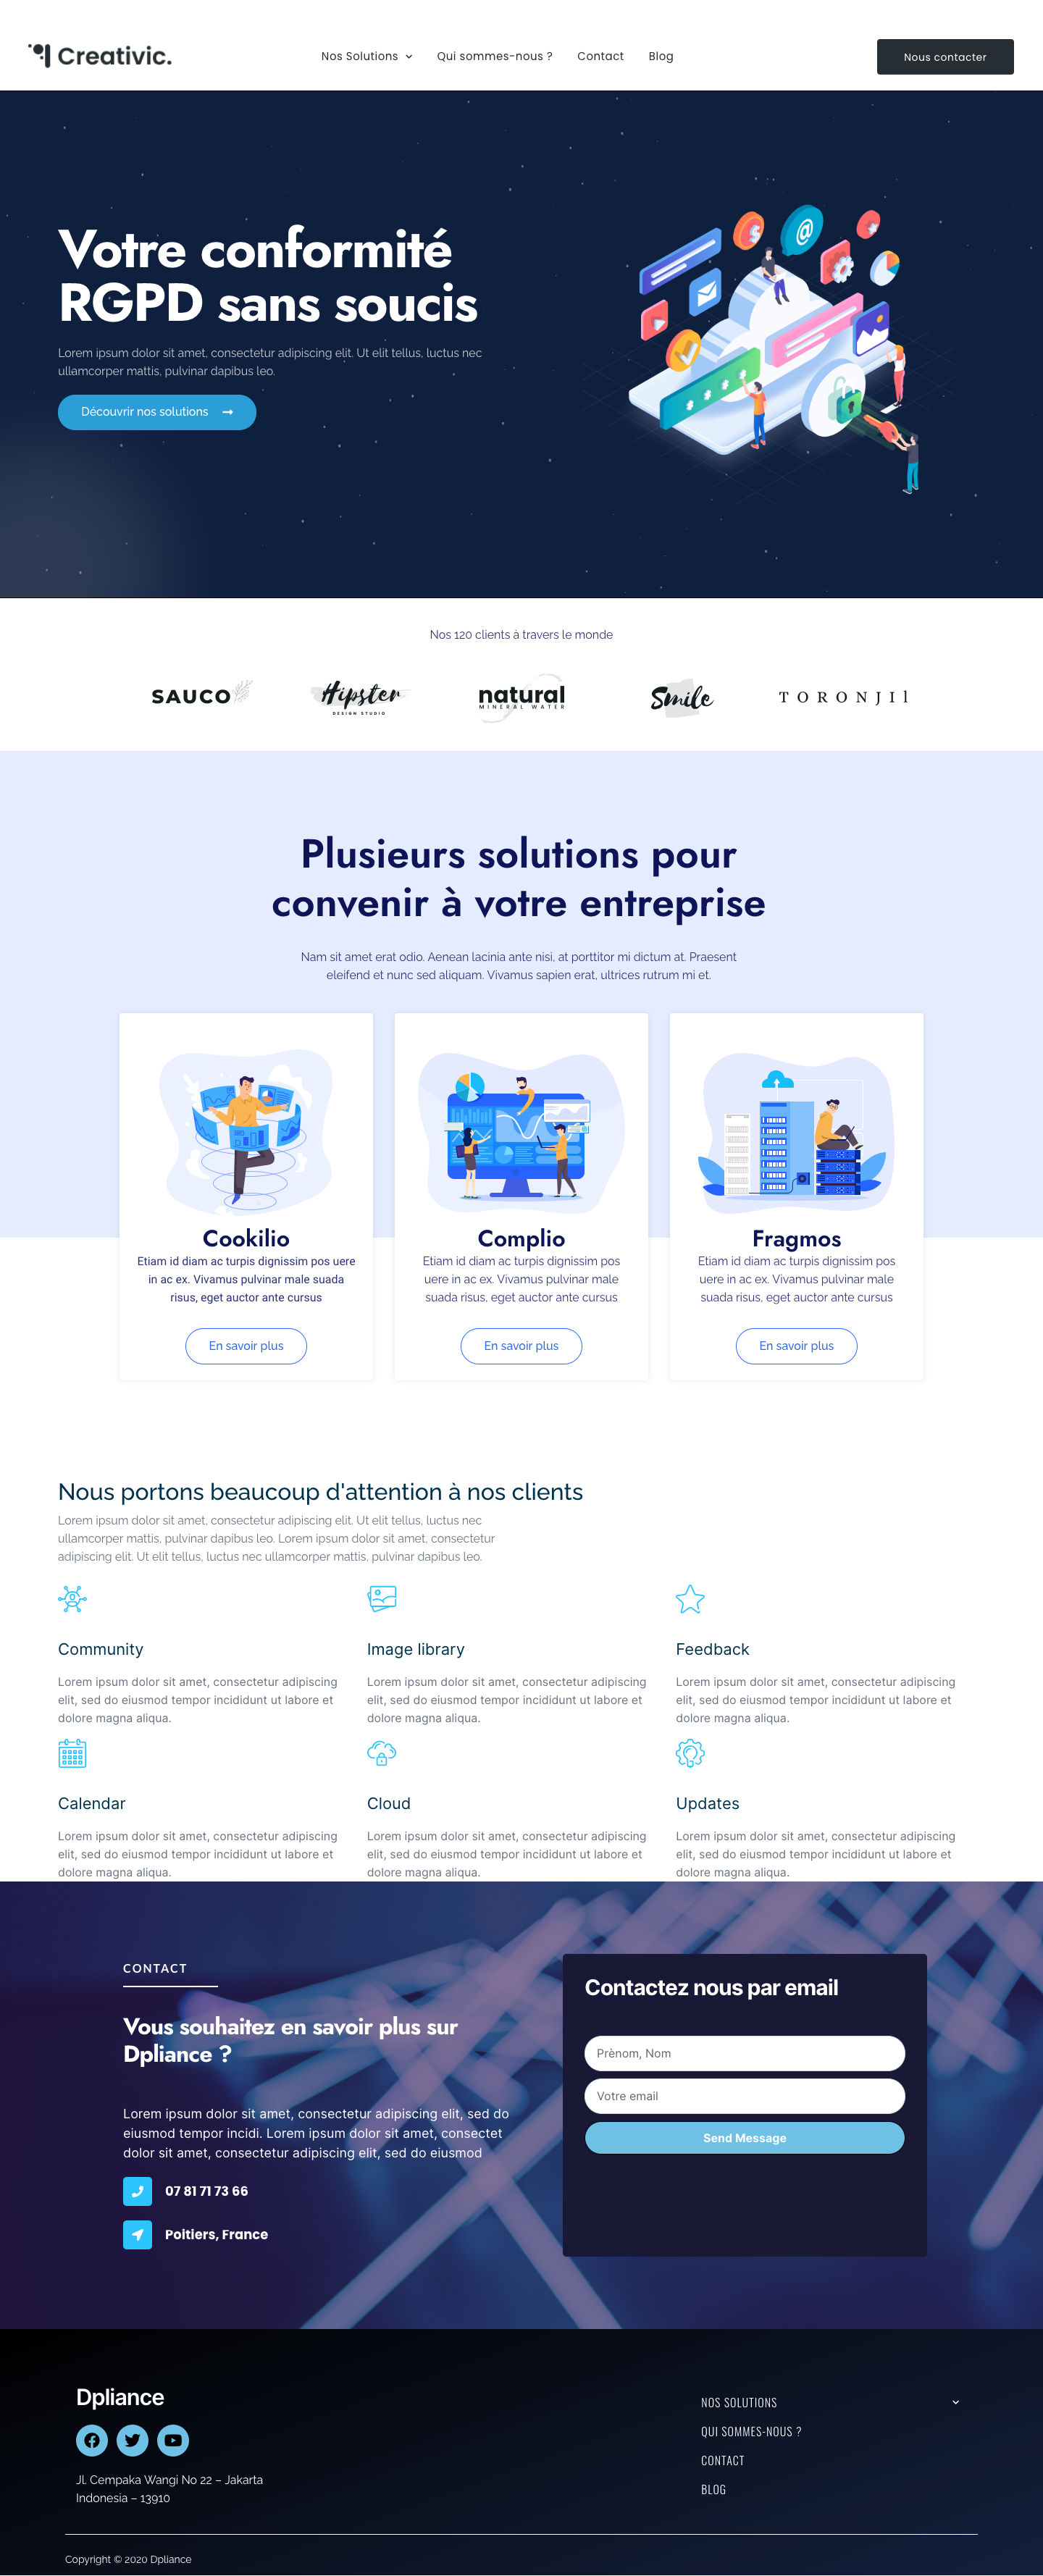 Creativic.
Nos Solutions
Qui sommes-nous ?
Contact
Blog
Nous contacter
Votre conformité
RGPD sans soucis
Lorem ipsum dolor sit amet, consectetur adipiscing elit. Ut elit tellus, luctus nec
ullamcorper mattis, pulvinar dapibus leo.
Découvrir nos solutions
Nos 120 clients à travers le monde
SAUCO
Hipster
DESIGN STUDIO
natural
MINERAL WATER
Smile
TORONJIl
Plusieurs solutions pour
convenir à votre entreprise
Nam sit amet erat odio. Aenean lacinia ante nisi, at porttitor mi dictum at. Praesent
eleifend et nunc sed aliquam. Vivamus sapien erat, ultrices rutrum mi et.
Cookilio
Etiam id diam ac turpis dignissim pos uere
in ac ex. Vivamus pulvinar male suada
risus, eget auctor ante cursus
En savoir plus
Complio
Etiam id diam ac turpis dignissim pos
uere in ac ex. Vivamus pulvinar male
suada risus, eget auctor ante cursus
En savoir plus
Fragmos
Etiam id diam ac turpis dignissim pos
uere in ac ex. Vivamus pulvinar male
suada risus, eget auctor ante cursus
En savoir plus
Nous portons beaucoup d'attention à nos clients
Lorem ipsum dolor sit amet, consectetur adipiscing elit. Ut elit tellus, luctus nec
ullamcorper mattis, pulvinar dapibus leo. Lorem ipsum dolor sit amet, consectetur
adipiscing elit. Ut elit tellus, luctus nec ullamcorper mattis, pulvinar dapibus leo.
Community
Lorem ipsum dolor sit amet, consectetur adipiscing
elit, sed do eiusmod tempor incididunt ut labore et
dolore magna aliqua.
Image library
Lorem ipsum dolor sit amet, consectetur adipiscing
elit, sed do eiusmod tempor incididunt ut labore et
dolore magna aliqua.
Feedback
Lorem ipsum dolor sit amet, consectetur adipiscing
elit, sed do eiusmod tempor incididunt ut labore et
dolore magna aliqua.
Calendar
Lorem ipsum dolor sit amet, consectetur adipiscing
elit, sed do eiusmod tempor incididunt ut labore et
dolore magna aliqua.
Cloud
Lorem ipsum dolor sit amet, consectetur adipiscing
elit, sed do eiusmod tempor incididunt ut labore et
dolore magna aliqua.
Updates
Lorem ipsum dolor sit amet, consectetur adipiscing
elit, sed do eiusmod tempor incididunt ut labore et
dolore magna aliqua.
CONTACT
Vous souhaitez en savoir plus sur
Dpliance ?
Lorem ipsum dolor sit amet, consectetur adipiscing elit, sed do
eiusmod tempor incidi. Lorem ipsum dolor sit amet, consectet
dolor sit amet, consectetur adipiscing elit, sed do eiusmod
07 81 71 73 66
Poitiers, France
Contactez nous par email
Prènom, Nom
Votre email
Send Message
Dpliance
Jl. Cempaka Wangi No 22 – Jakarta
Indonesia – 13910
NOS SOLUTIONS
QUI SOMMES-NOUS ?
CONTACT
BLOG
Copyright © 2020 Dpliance